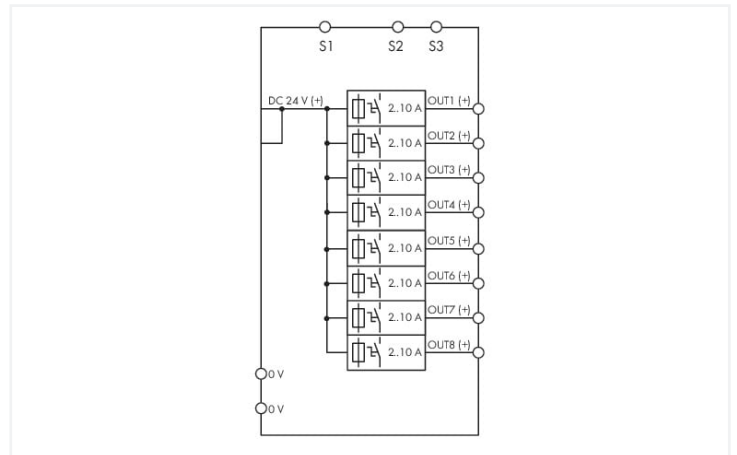 S1 S2 S3
DC 24 V (+)
2..10 A OUT1 (+)
2..10 A OUT2 (+)
2..10 A OUT3 (+)
2..10 A OUT4 (+)
2..10 A OUT5 (+)
2..10 A OUT6 (+)
2..10 A OUT7 (+)
2..10 A OUT8 (+)
0 V
0 V